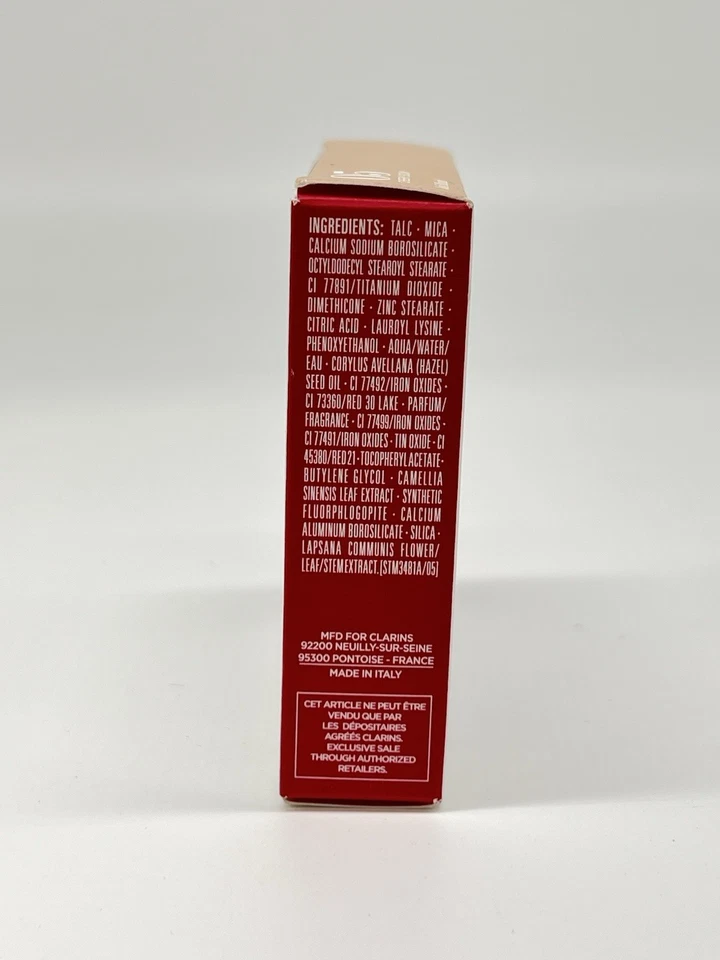 05
INGREDIENTS: TALC · MICA ·
CALCIUM SODIUM BOROSILICATE ·
OCTYLDODECYL STEAROYL STEARATE ·
CI 77891/TITANIUM DIOXIDE ·
DIMETHICONE · ZINC STEARATE ·
CITRIC ACID · LAUROYL LYSINE ·
PHENOXYETHANOL · AQUA/WATER/
EAU · CORYLUS AVELLANA (HAZEL)
SEED OIL · CI 77492/IRON OXIDES ·
CI 73360/RED 30 LAKE · PARFUM/
FRAGRANCE · CI 77499/IRON OXIDES ·
CI 77491/IRON OXIDES · TIN OXIDE · CI
45380/RED 21 · TOCOPHERYL ACETATE ·
BUTYLENE GLYCOL · CAMELLIA
SINENSIS LEAF EXTRACT · SYNTHETIC
FLUORPHLOGOPITE · CALCIUM
ALUMINUM BOROSILICATE · SILICA ·
LAPSANA COMMUNIS FLOWER/
LEAF/STEM EXTRACT. [STM3481A/05]
MFD FOR CLARINS
92200 NEUILLY-SUR-SEINE
95300 PONTOISE - FRANCE
MADE IN ITALY
CET ARTICLE NE PEUT ÊTRE
VENDU QUE PAR
LES DÉPOSITAIRES
AGRÉÉS CLARINS.
EXCLUSIVE SALE
THROUGH AUTHORIZED
RETAILERS.